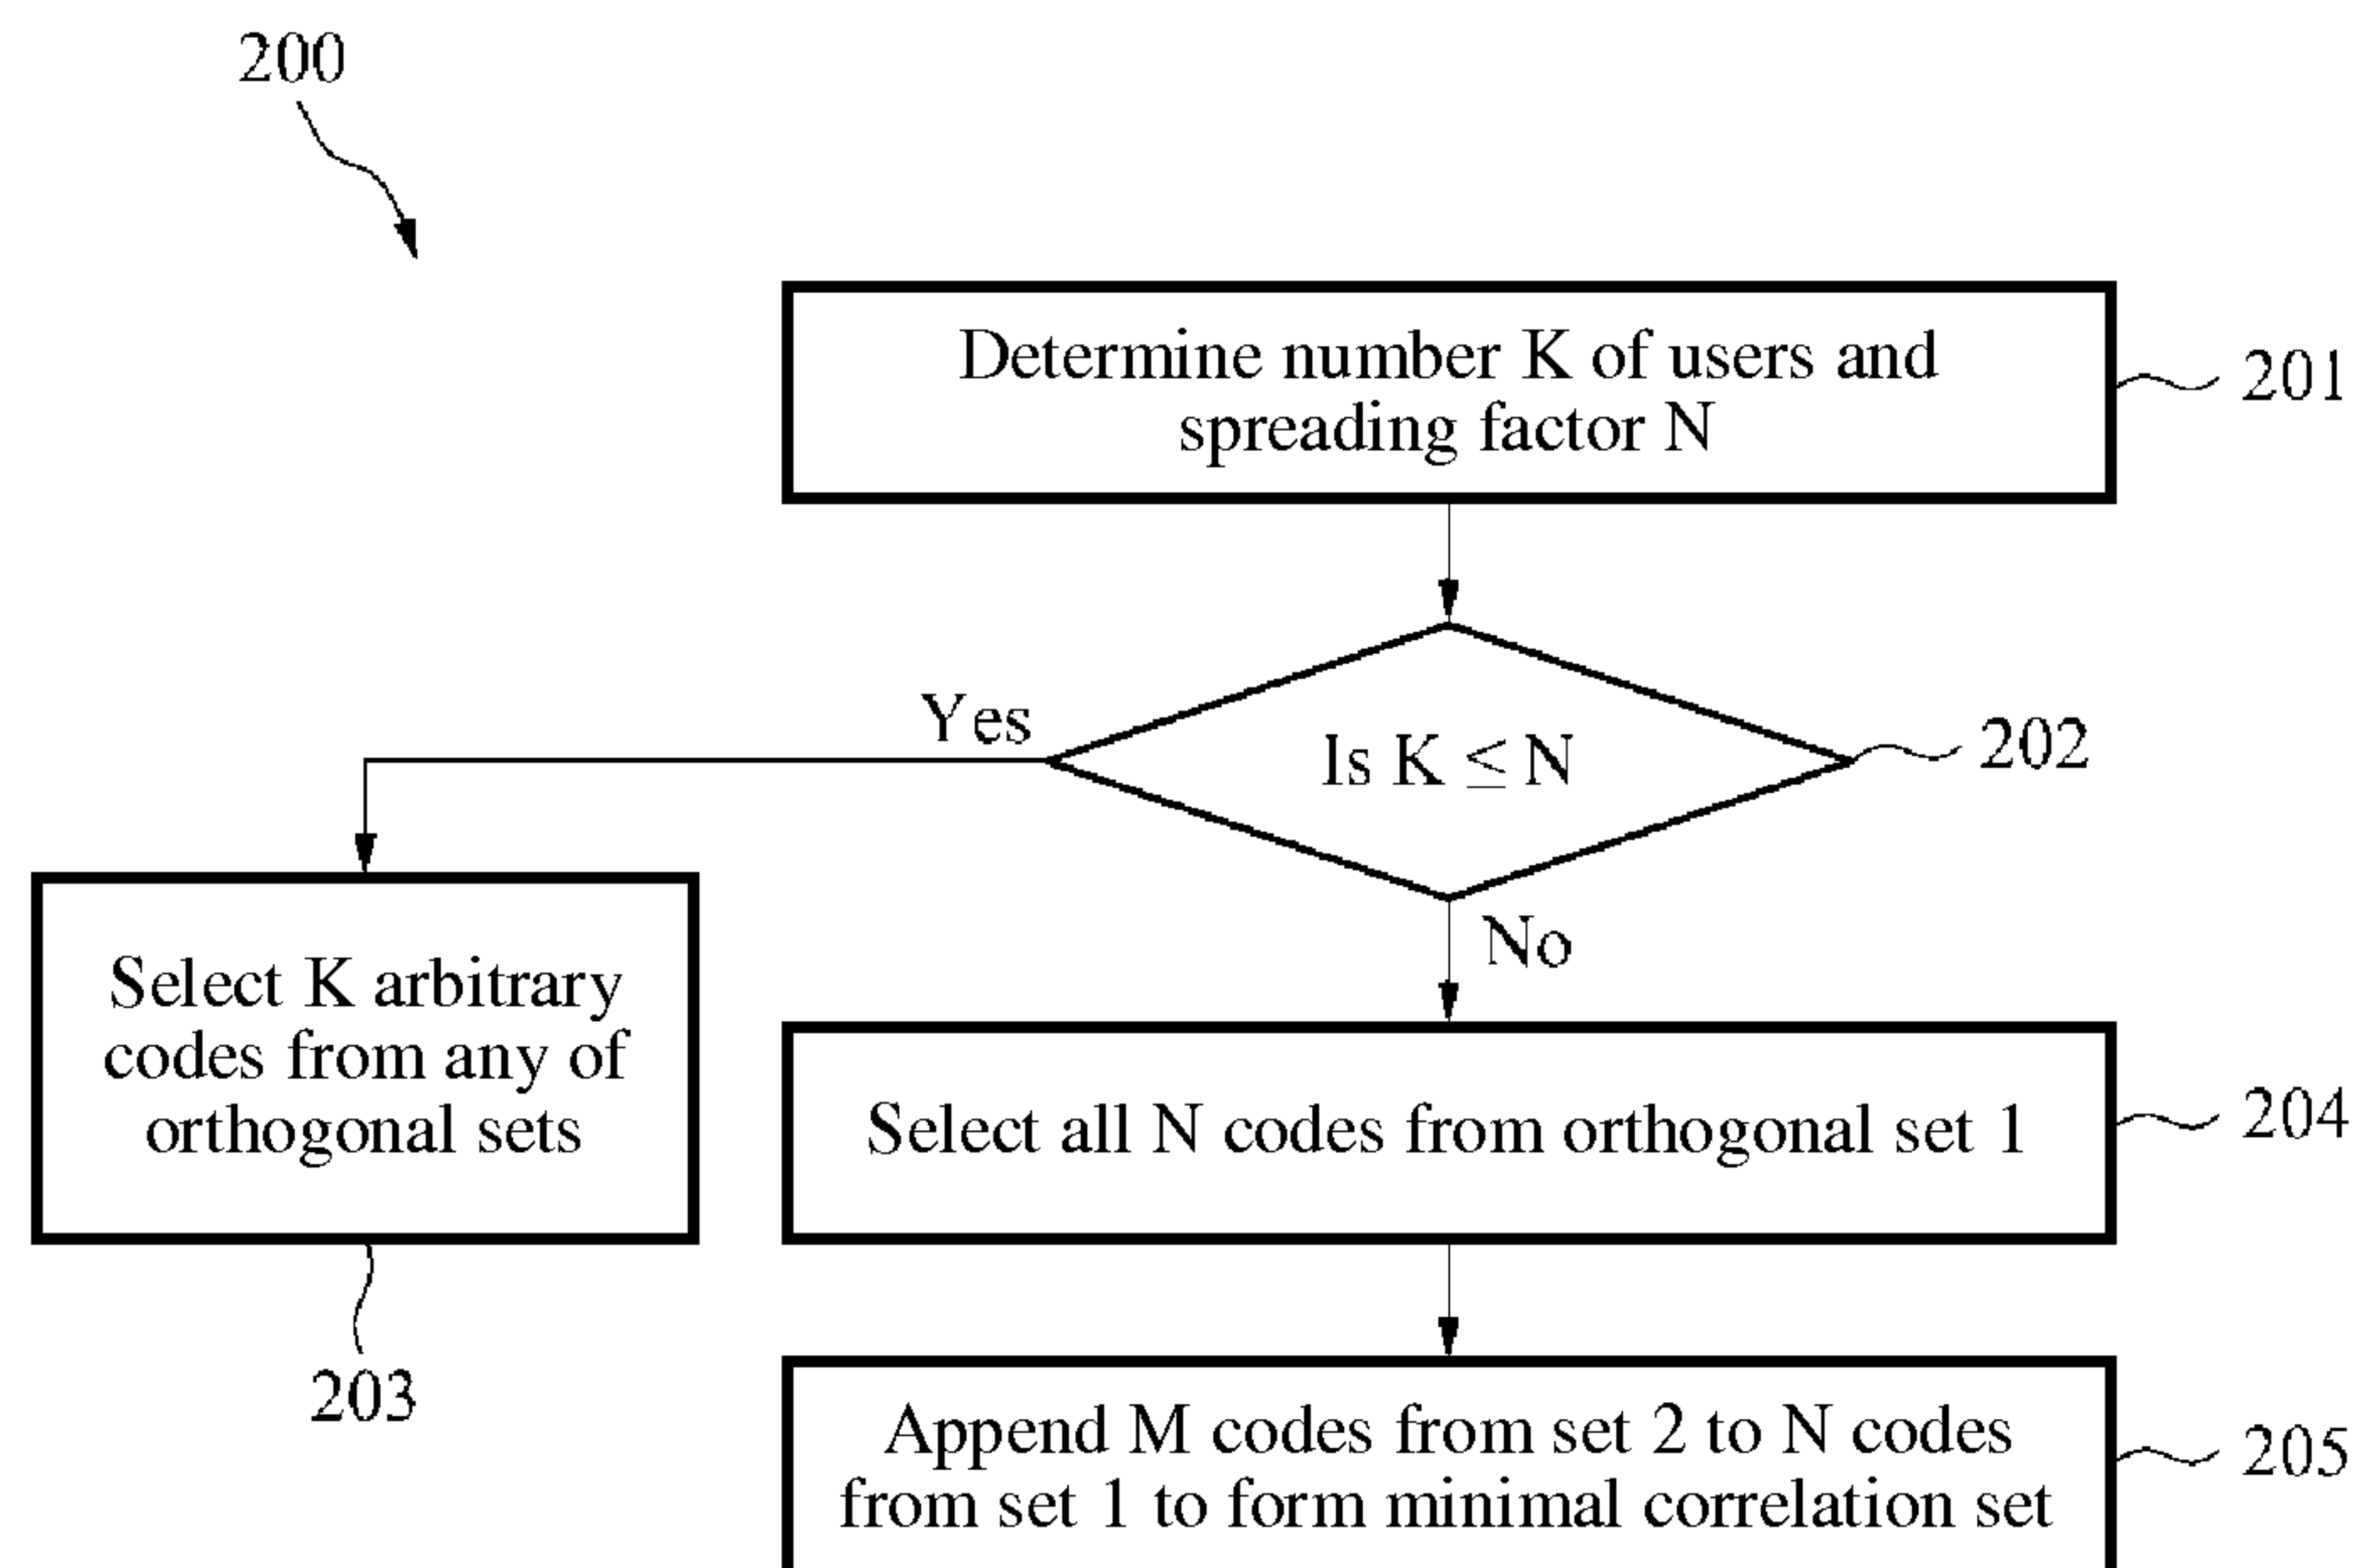 200
Determine number K of users and
spreading factor N
201
Yes
Is K ≤ N
202
No
Select K arbitrary
codes from any of
orthogonal sets
203
Select all N codes from orthogonal set 1
204
Append M codes from set 2 to N codes
from set 1 to form minimal correlation set
205